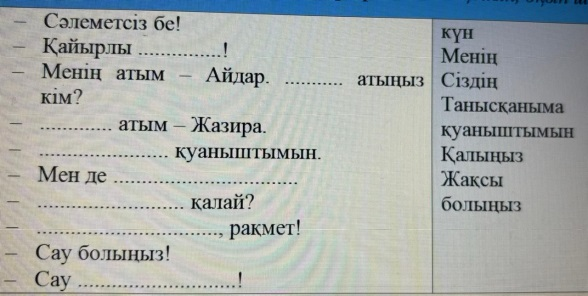 – Сәлеметсіз бе!
– Қайырлы ...............!
– Менің атым – Айдар. ........... атыңыз
кім?
– ............. атым – Жазира.
– ........................ қуаныштымын.
– Мен де ..................................
– ........................... қалай?
– ..................................., рақмет!
– Сау болыңыз!
– Сау .............................!
күн
Менің
Сіздің
Танысқаныма
қуаныштымын
Қалыңыз
Жақсы
болыңыз